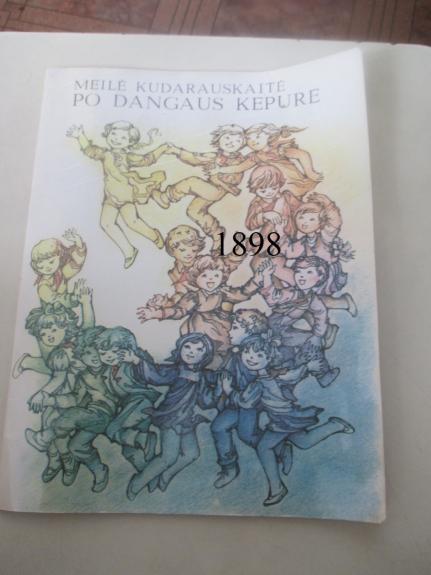 MEILĖ KUDARAUSKAITĖ
PO DANGAUS KEPURE
1898